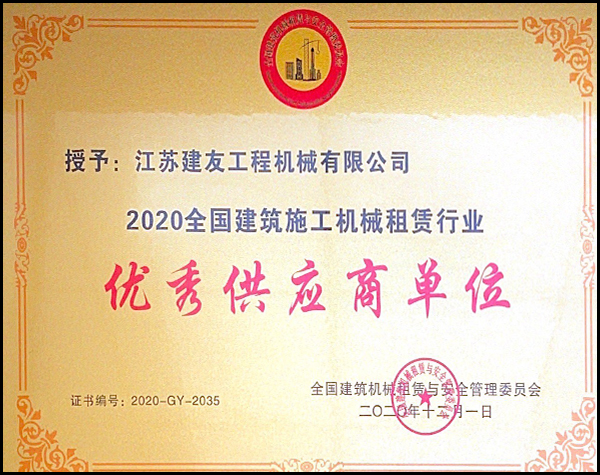 授予：江苏建友工程机械有限公司
2020全国建筑施工机械租赁行业
优秀供应商单位
证书编号：2020-GY-2035
全国建筑机械租赁与安全管理委员会
二〇二〇年十二月一日